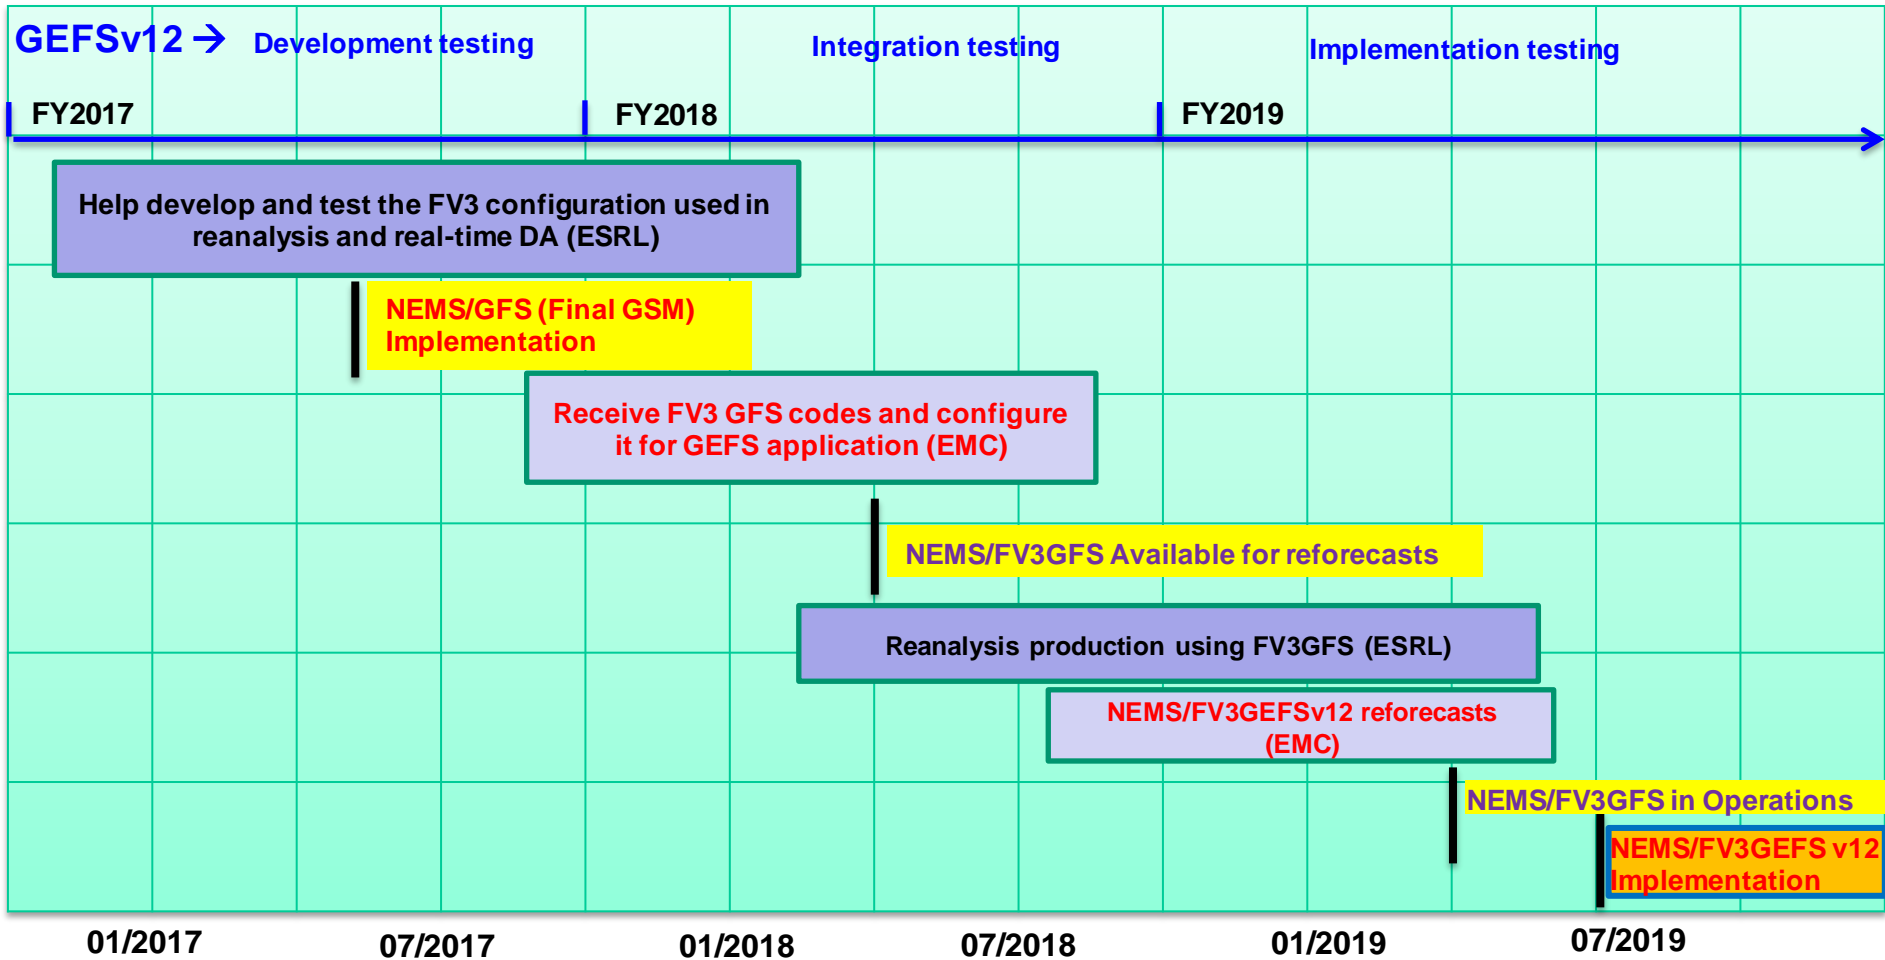 GEFSv12 → Development testing Integration testing Implementation testing
FY2017 FY2018 FY2019
Help develop and test the FV3 configuration used in
reanalysis and real-time DA (ESRL)
NEMS/GFS (Final GSM)
Implementation
Receive FV3 GFS codes and configure
it for GEFS application (EMC)
NEMS/FV3GFS Available for reforecasts
Reanalysis production using FV3GFS (ESRL)
NEMS/FV3GEFSv12 reforecasts
(EMC)
NEMS/FV3GFS in Operations
NEMS/FV3GEFS v12
Implementation
01/2017 07/2017 01/2018 07/2018 01/2019 07/2019